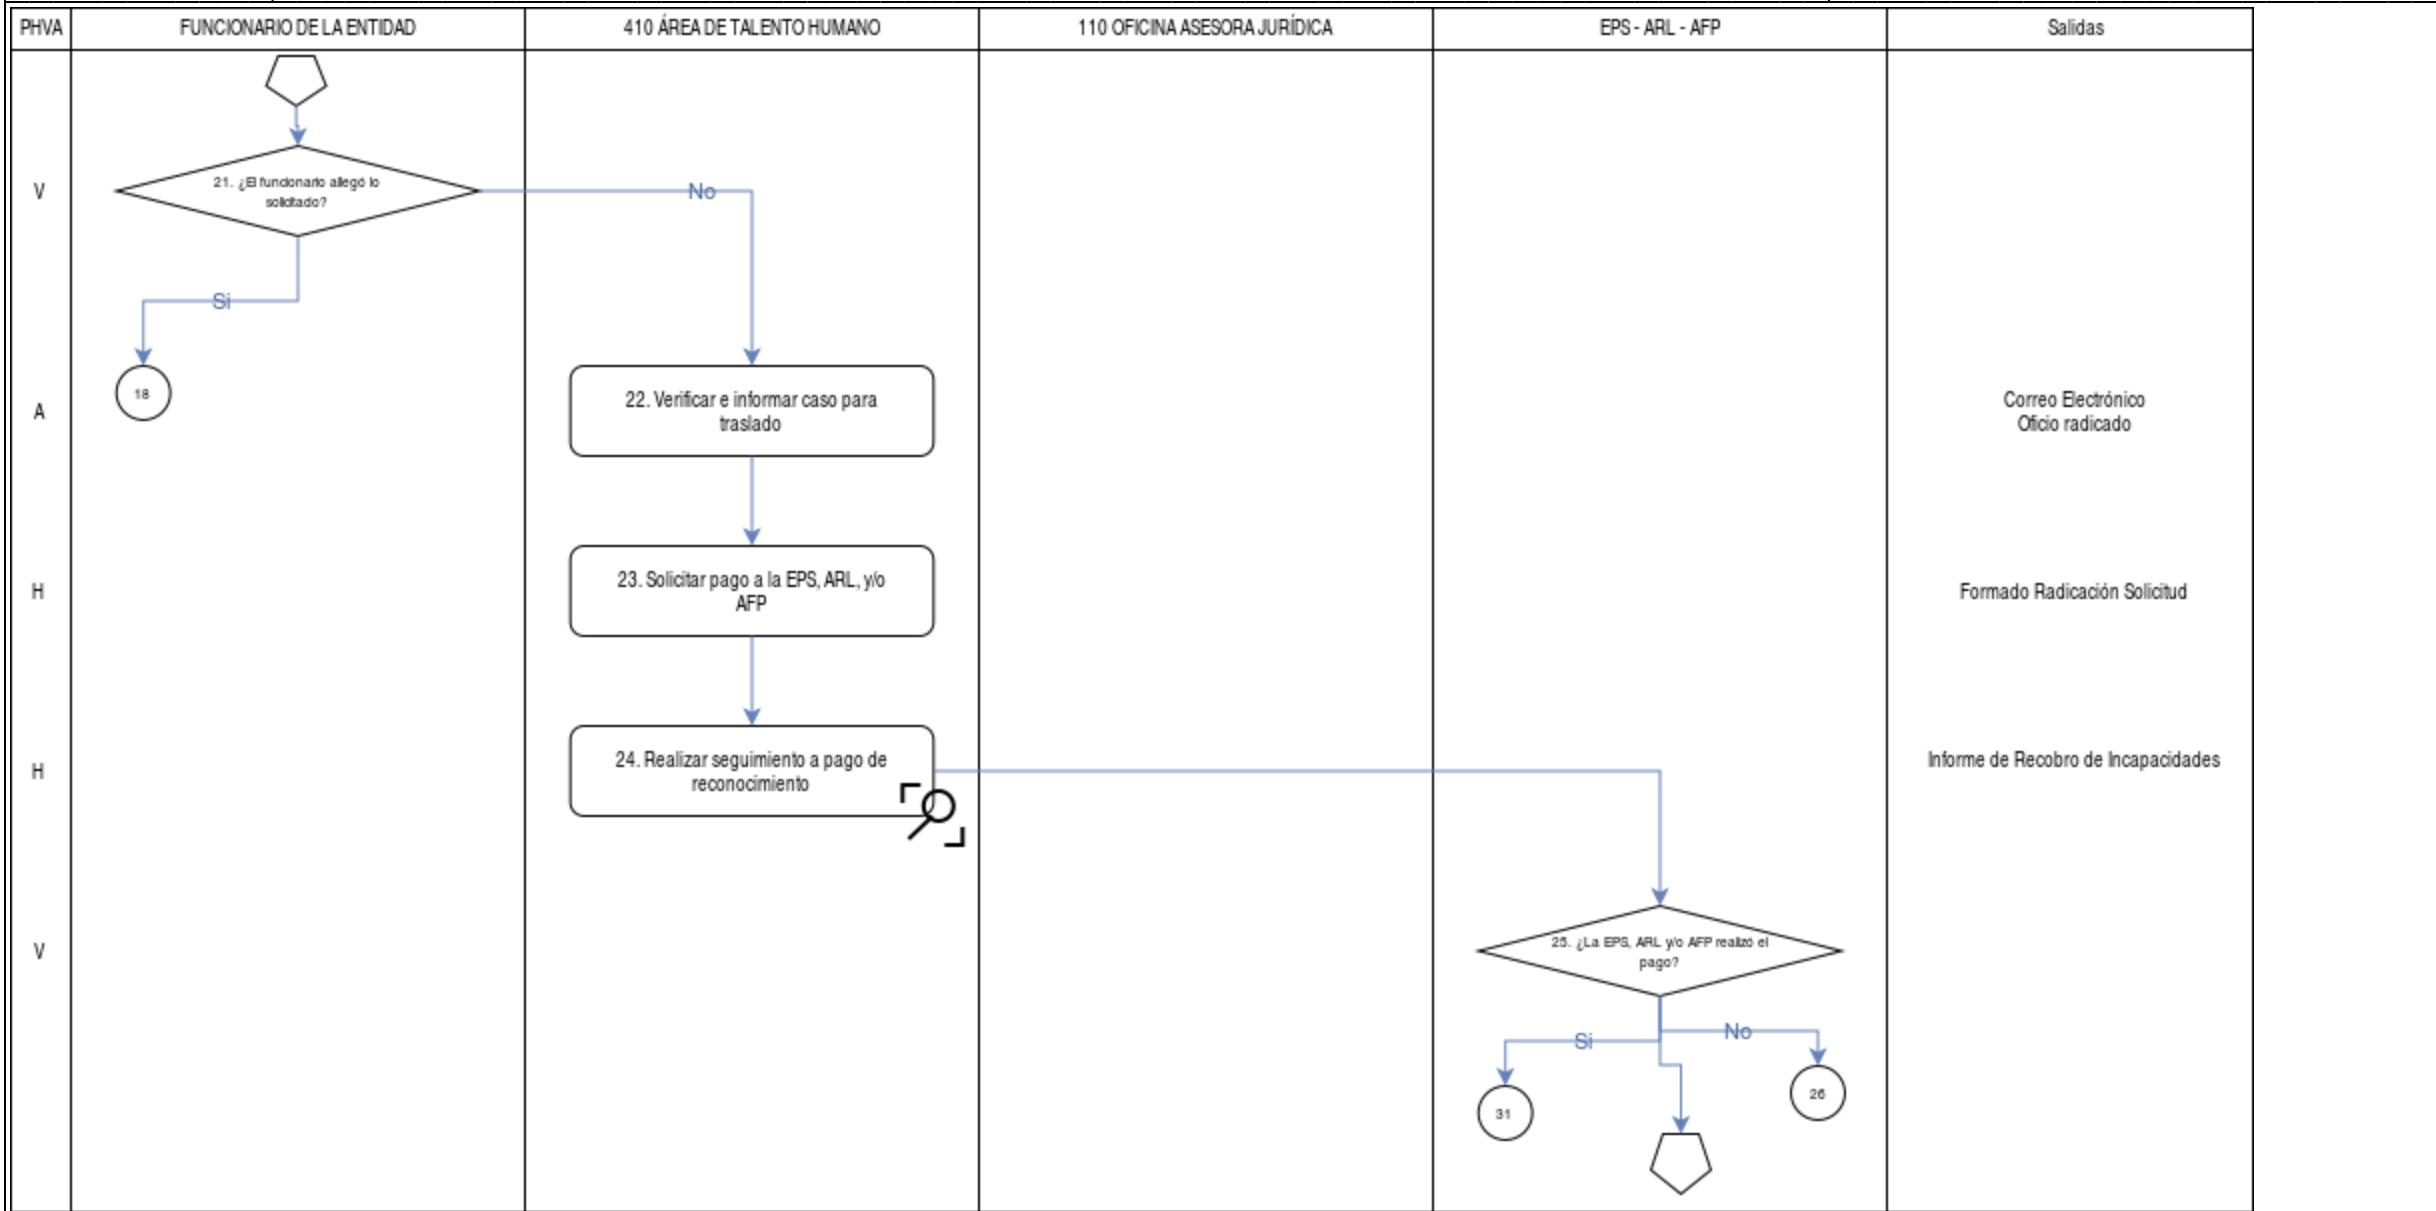 PHVA
FUNCIONARIO DE LA ENTIDAD
410 ÁREA DE TALENTO HUMANO
110 OFICINA ASESORA JURÍDICA
EPS - ARL - AFP
Salidas
V
21. ¿El funcionario allegó lo
solicitado?
No
Si
18
A
22. Verificar e informar caso para
traslado
Correo Electrónico
Oficio radicado
H
23. Solicitar pago a la EPS, ARL, y/o
AFP
Formado Radicación Solicitud
H
24. Realizar seguimiento a pago de
reconocimiento
Informe de Recobro de Incapacidades
V
25. ¿La EPS, ARL y/o AFP realizó el
pago?
Si
No
31
26